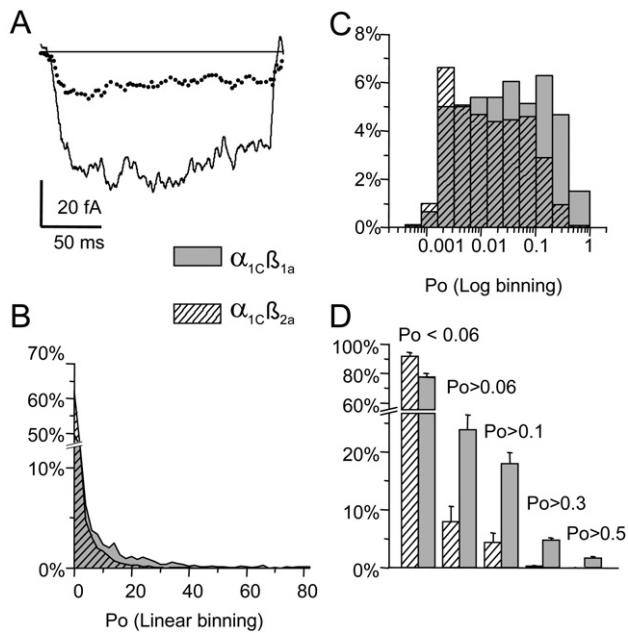 A
20 fA
50 ms
α1Cß1a
α1Cß2a
B
70%
60%
50%
10%
0%
0 20 40 60 80
Po (Linear binning)
C
8%
6%
4%
2%
0%
0.001 0.01 0.1 1
Po (Log binning)
D
100%
80%
60%
20%
10%
0%
Po < 0.06
Po>0.06
Po>0.1
Po>0.3
Po>0.5